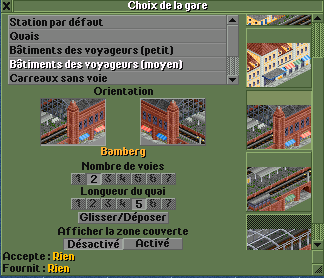 X Choix de la gare
Station par défaut
Quais
Bâtiments des voyageurs (petit)
Bâtiments des voyageurs (moyen)
Carreaux sans voie
Orientation
Bamberg
Nombre de voies
1 2 3 4 5 6 7
Longueur du quai
1 2 3 4 5 6 7
Glisser/Déposer
Afficher la zone couverte
Désactivé Activé
Accepte : Rien
Fournit : Rien